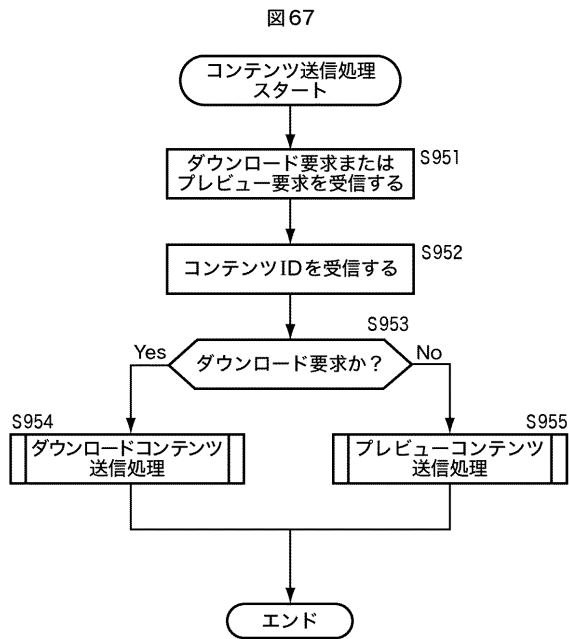 図67
コンテンツ送信処理
スタート
S951
ダウンロード要求または
プレビュー要求を受信する
S952
コンテンツIDを受信する
S953
Yes
ダウンロード要求か？
No
S954
ダウンロードコンテンツ
送信処理
S955
プレビューコンテンツ
送信処理
エンド